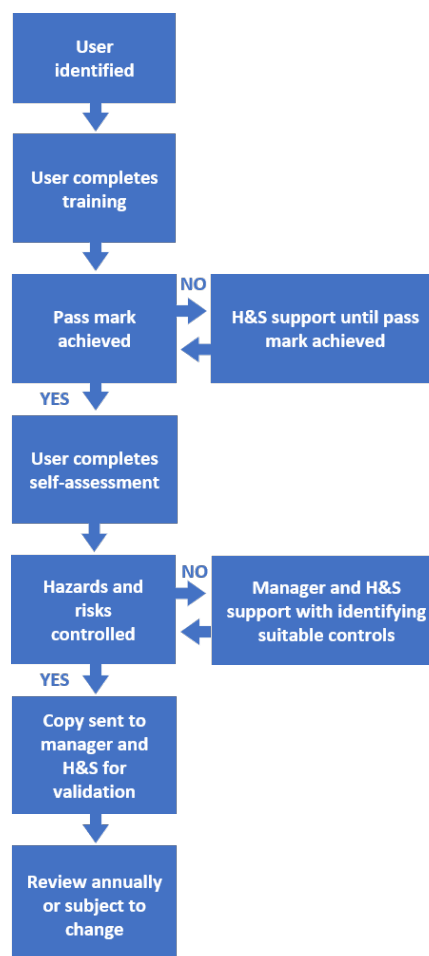 User
identified
User completes
training
Pass mark
achieved
NO
H&S support until pass
mark achieved
YES
User completes
self-assessment
Hazards and
risks
controlled
NO
Manager and H&S
support with identifying
suitable controls
YES
Copy sent to
manager and
H&S for
validation
Review annually
or subject to
change